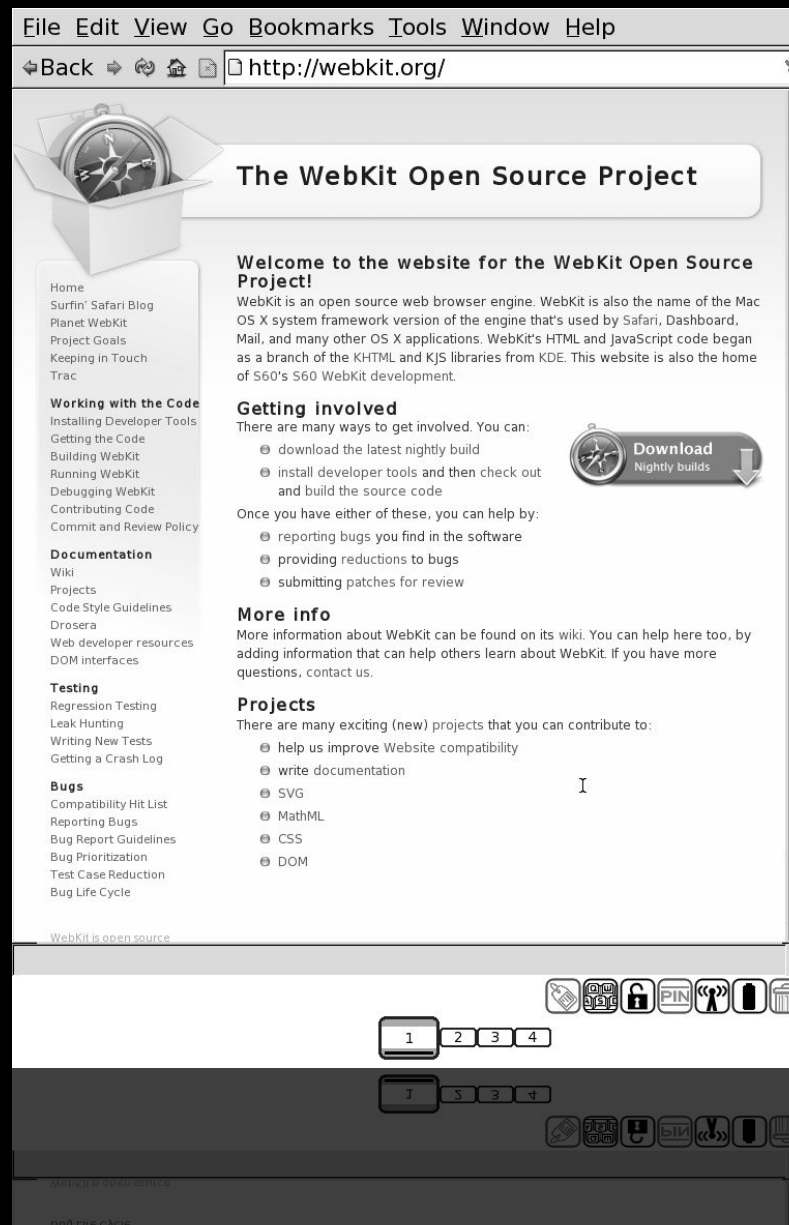 File Edit View Go Bookmarks Tools Window Help
Back http://webkit.org/
The WebKit Open Source Project
Home
Surfin' Safari Blog
Planet WebKit
Project Goals
Keeping in Touch
Trac
Working with the Code
Installing Developer Tools
Getting the Code
Building WebKit
Running WebKit
Debugging WebKit
Contributing Code
Commit and Review Policy
Documentation
Wiki
Projects
Code Style Guidelines
Drosera
Web developer resources
DOM interfaces
Testing
Regression Testing
Leak Hunting
Writing New Tests
Getting a Crash Log
Bugs
Compatibility Hit List
Reporting Bugs
Bug Report Guidelines
Bug Prioritization
Test Case Reduction
Bug Life Cycle
WebKit is open source
Welcome to the website for the WebKit Open Source
Project!
WebKit is an open source web browser engine. WebKit is also the name of the Mac
OS X system framework version of the engine that's used by Safari, Dashboard,
Mail, and many other OS X applications. WebKit's HTML and JavaScript code began
as a branch of the KHTML and KJS libraries from KDE. This website is also the home
of S60's S60 WebKit development.
Getting involved
There are many ways to get involved. You can:
download the latest nightly build
install developer tools and then check out
and build the source code
Download
Nightly builds
Once you have either of these, you can help by:
reporting bugs you find in the software
providing reductions to bugs
submitting patches for review
More info
More information about WebKit can be found on its wiki. You can help here too, by
adding information that can help others learn about WebKit. If you have more
questions, contact us.
Projects
There are many exciting (new) projects that you can contribute to:
help us improve Website compatibility
write documentation
SVG
MathML
CSS
DOM
PIN
1 2 3 4